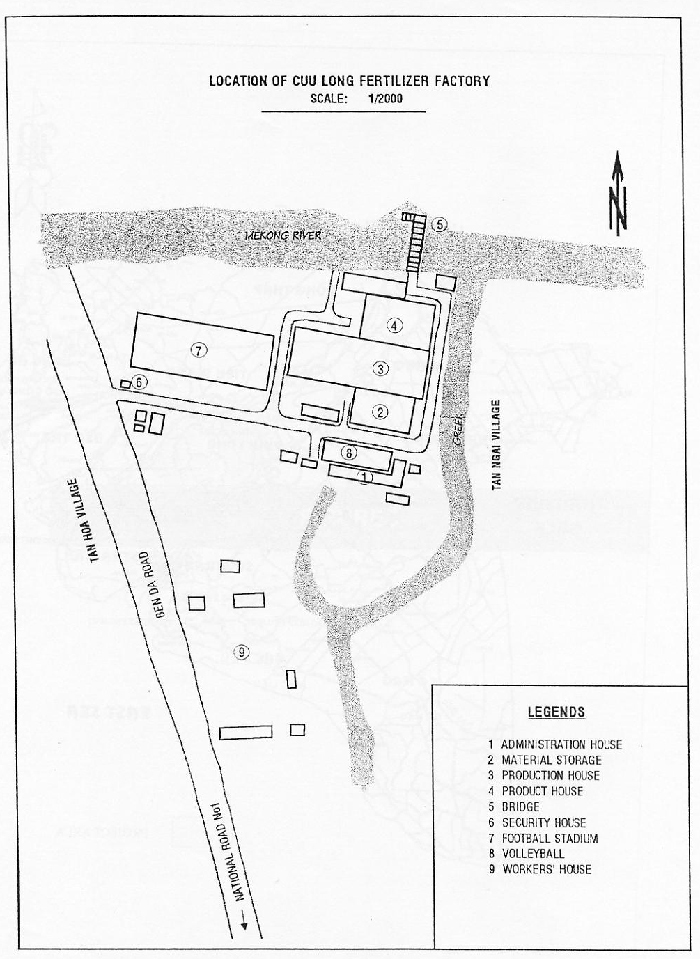 LOCATION OF CUU LONG FERTILIZER FACTORY
SCALE: 1/2000
N
MEKONG RIVER
5
4
7
3
6
2
8
1
CREEK
TAN NGAI VILLAGE
TAN HOA VILLAGE
BEN DA ROAD
9
NATIONAL ROAD No1
LEGENDS
1 ADMINISTRATION HOUSE
2 MATERIAL STORAGE
3 PRODUCTION HOUSE
4 PRODUCT HOUSE
5 BRIDGE
6 SECURITY HOUSE
7 FOOTBALL STADIUM
8 VOLLEYBALL
9 WORKERS' HOUSE